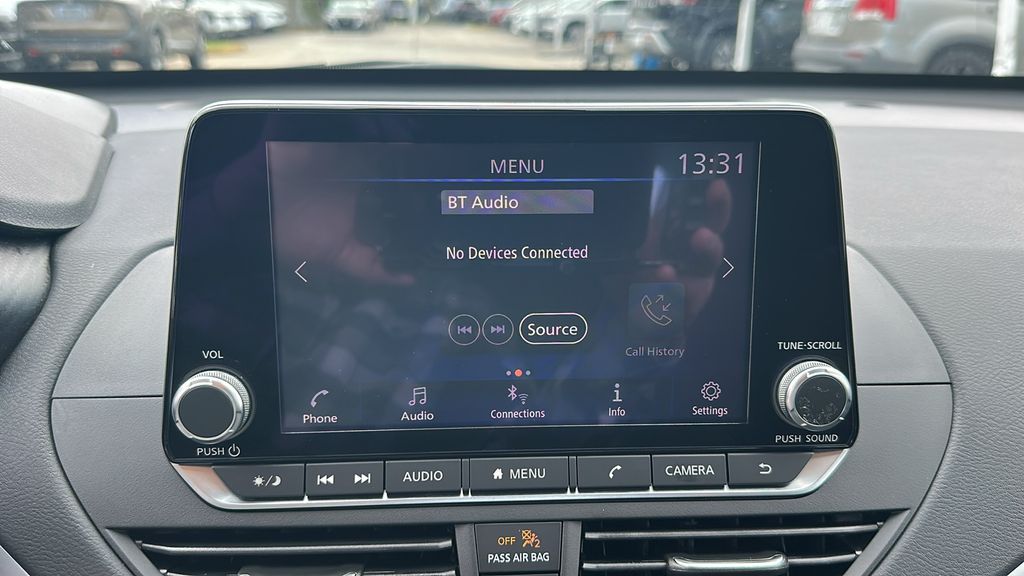 MENU
13:31
BT Audio
No Devices Connected
Source
Call History
Phone
Audio
Connections
Info
Settings
VOL
PUSH
TUNE·SCROLL
PUSH SOUND
AUDIO
MENU
CAMERA
OFF 2
PASS AIR BAG